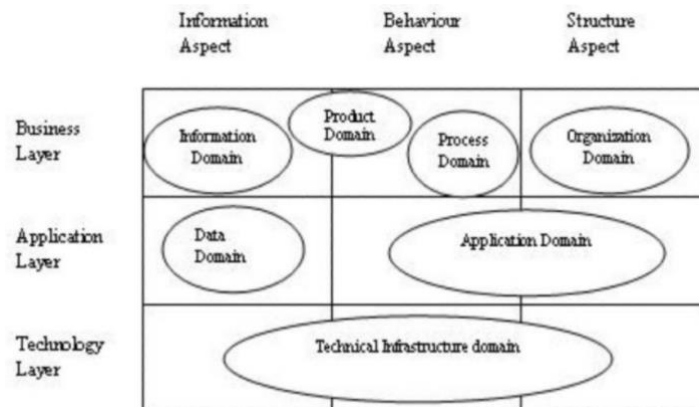 Information
Aspect
Behaviour
Aspect
Structure
Aspect
Business
Layer
Information
Domain
Product
Domain
Process
Domain
Organization
Domain
Application
Layer
Data
Domain
Application Domain
Technology
Layer
Technical Infrastructure domain